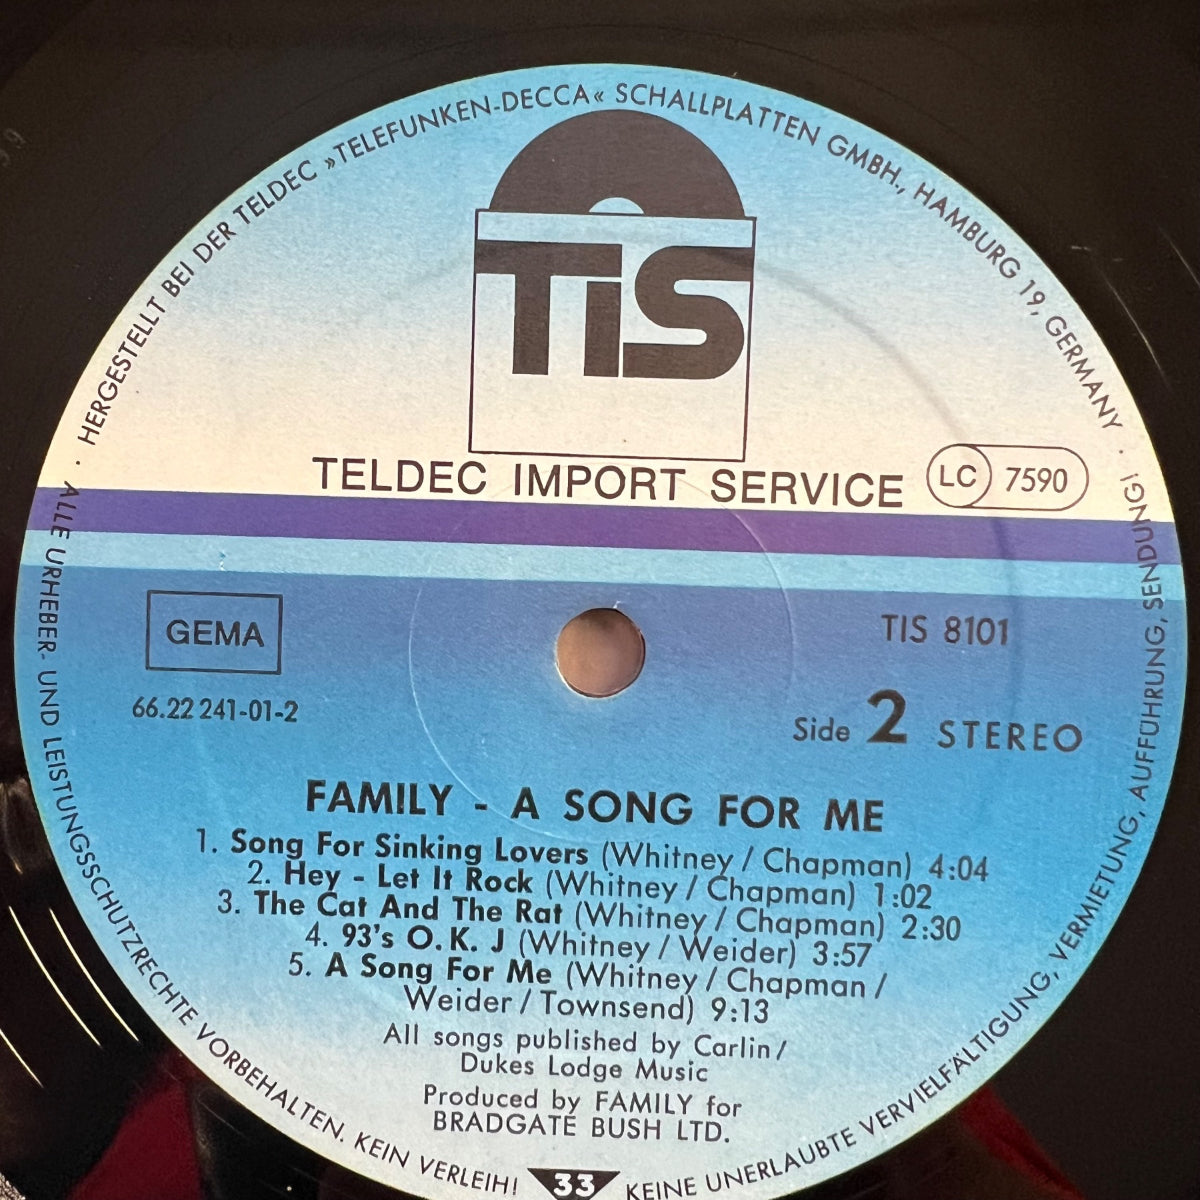 · HERGESTELLT BEI DER TELDEC »TELEFUNKEN-DECCA« SCHALLPLATTEN GMBH., HAMBURG 19, GERMANY ·
TiS
TELDEC IMPORT SERVICE
LC 7590
GEMA
TIS 8101
66.22 241-01-2
Side 2 STEREO
FAMILY - A SONG FOR ME
1. Song For Sinking Lovers (Whitney / Chapman) 4:04
2. Hey - Let It Rock (Whitney / Chapman) 1:02
3. The Cat And The Rat (Whitney / Chapman) 2:30
4. 93's O. K. J (Whitney / Weider) 3:57
5. A Song For Me (Whitney / Chapman /
Weider / Townsend) 9:13
All songs published by Carlin /
Dukes Lodge Music
Produced by FAMILY for
BRADGATE BUSH LTD.
ALLE URHEBER- UND LEISTUNGSSCHUTZRECHTE VORBEHALTEN. KEIN VERLEIH!
33
KEINE UNERLAUBTE VERVIELFÄLTIGUNG, VERMIETUNG, AUFFÜHRUNG, SENDUNG!